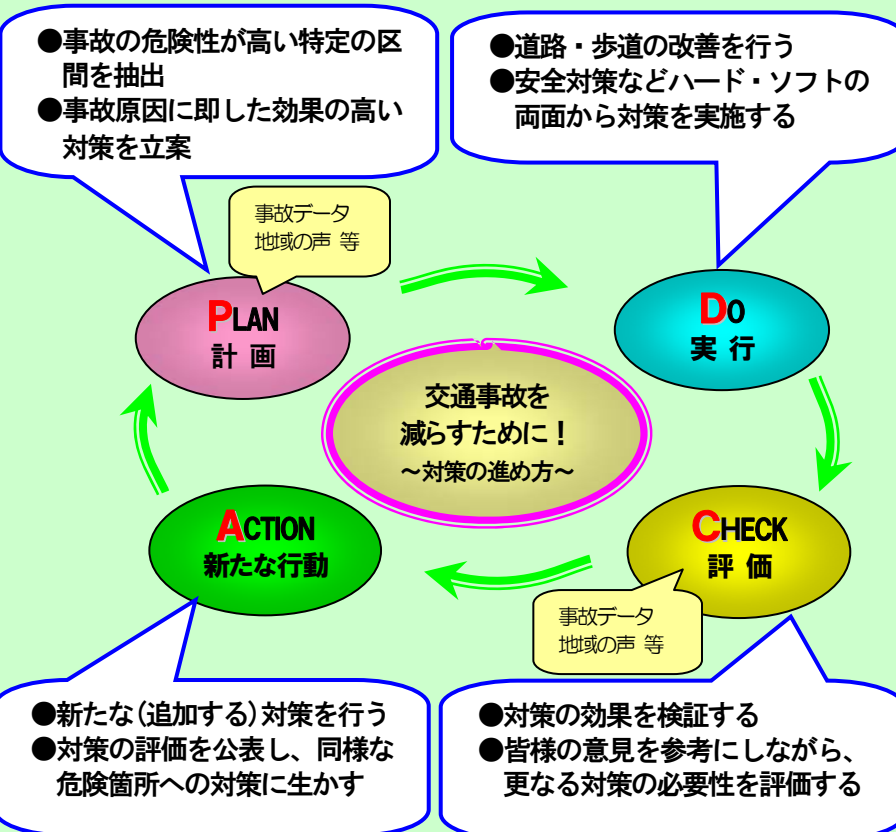 ●事故の危険性が高い特定の区
間を抽出
●事故原因に即した効果の高い
対策を立案
●道路・歩道の改善を行う
●安全対策などハード・ソフトの
両面から対策を実施する
事故データ
地域の声 等
PLAN
計 画
DO
実 行
交通事故を
減らすために！
～対策の進め方～
ACTION
新たな行動
CHECK
評 価
事故データ
地域の声 等
●新たな(追加する)対策を行う
●対策の評価を公表し、同様な
危険箇所への対策に生かす
●対策の効果を検証する
●皆様の意見を参考にしながら、
更なる対策の必要性を評価する